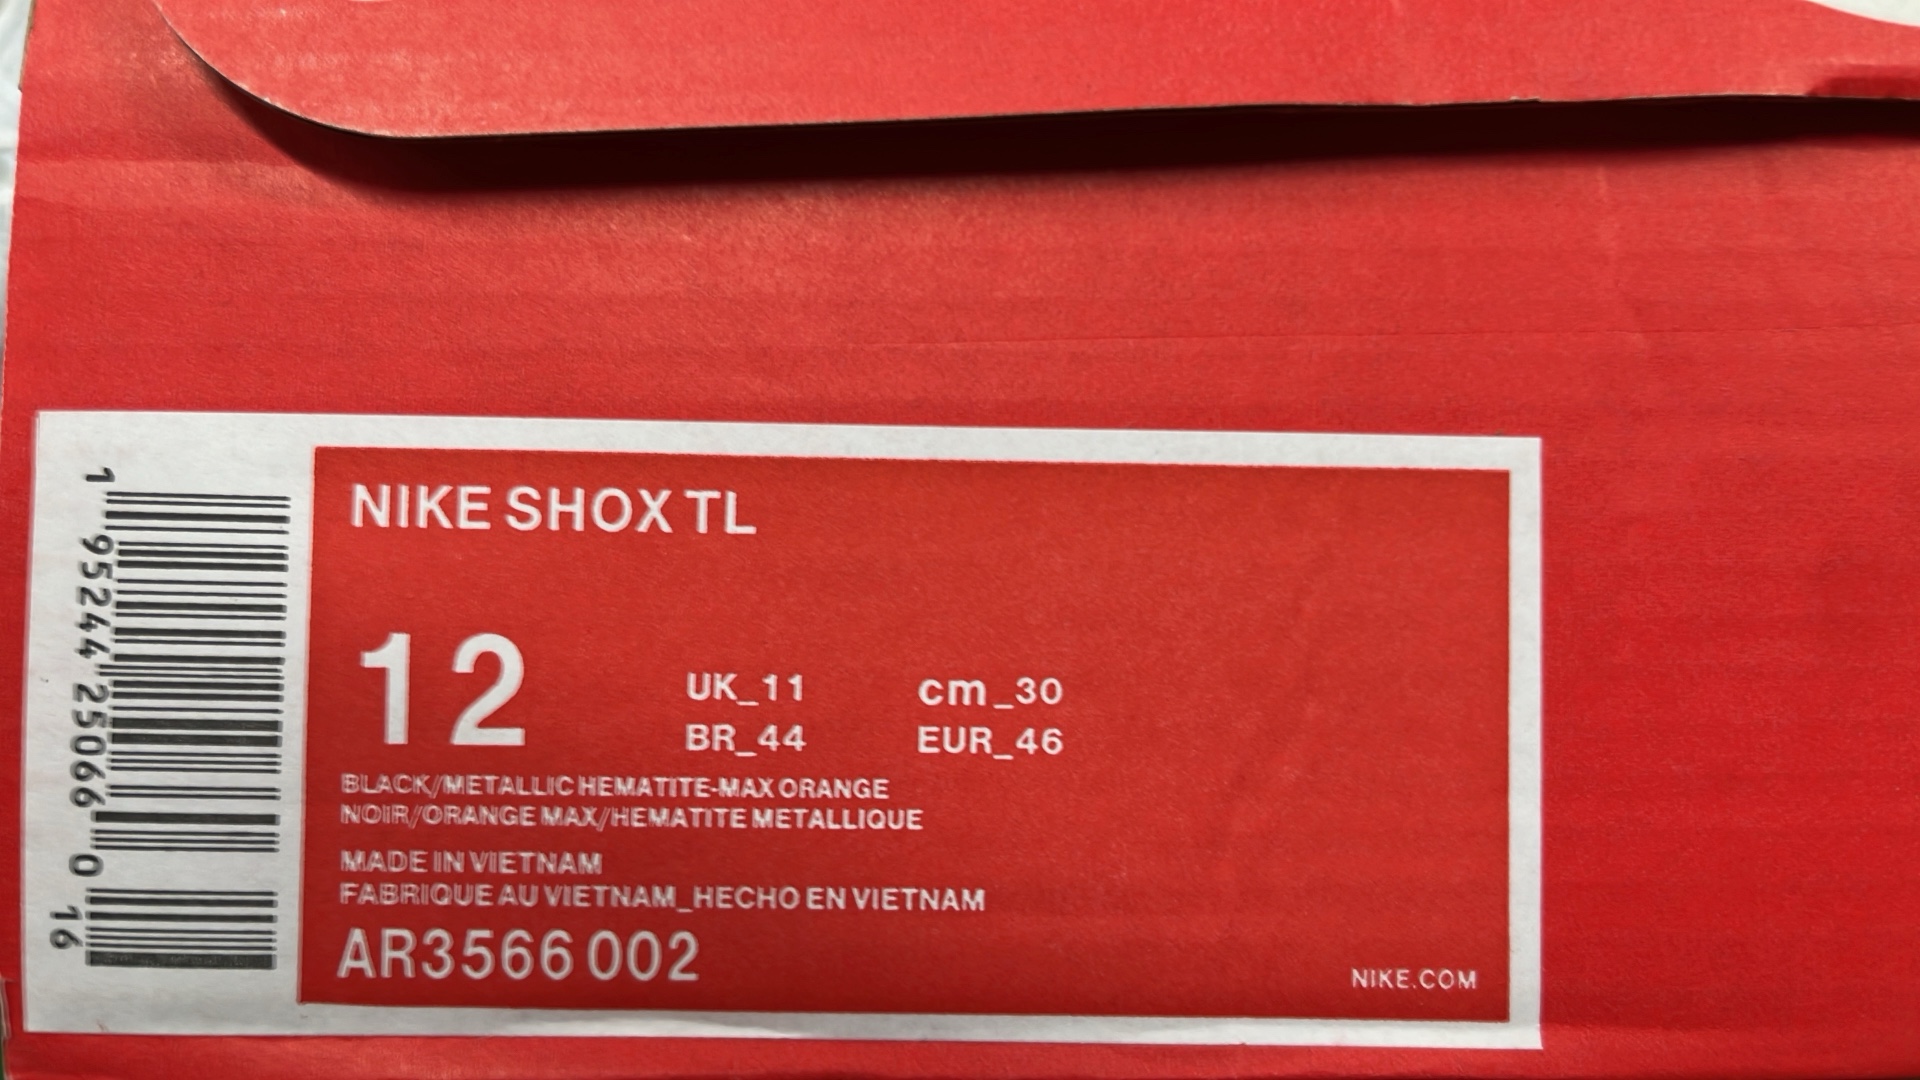 NIKE SHOX TL
12
UK_11 cm_30
BR_44 EUR_46
BLACK/METALLIC HEMATITE-MAX ORANGE
NOIR/ORANGE MAX/HEMATITE METALLIQUE
MADE IN VIETNAM
FABRIQUE AU VIETNAM_HECHO EN VIETNAM
AR3566 002
NIKE.COM
1 95244 25066 0
16